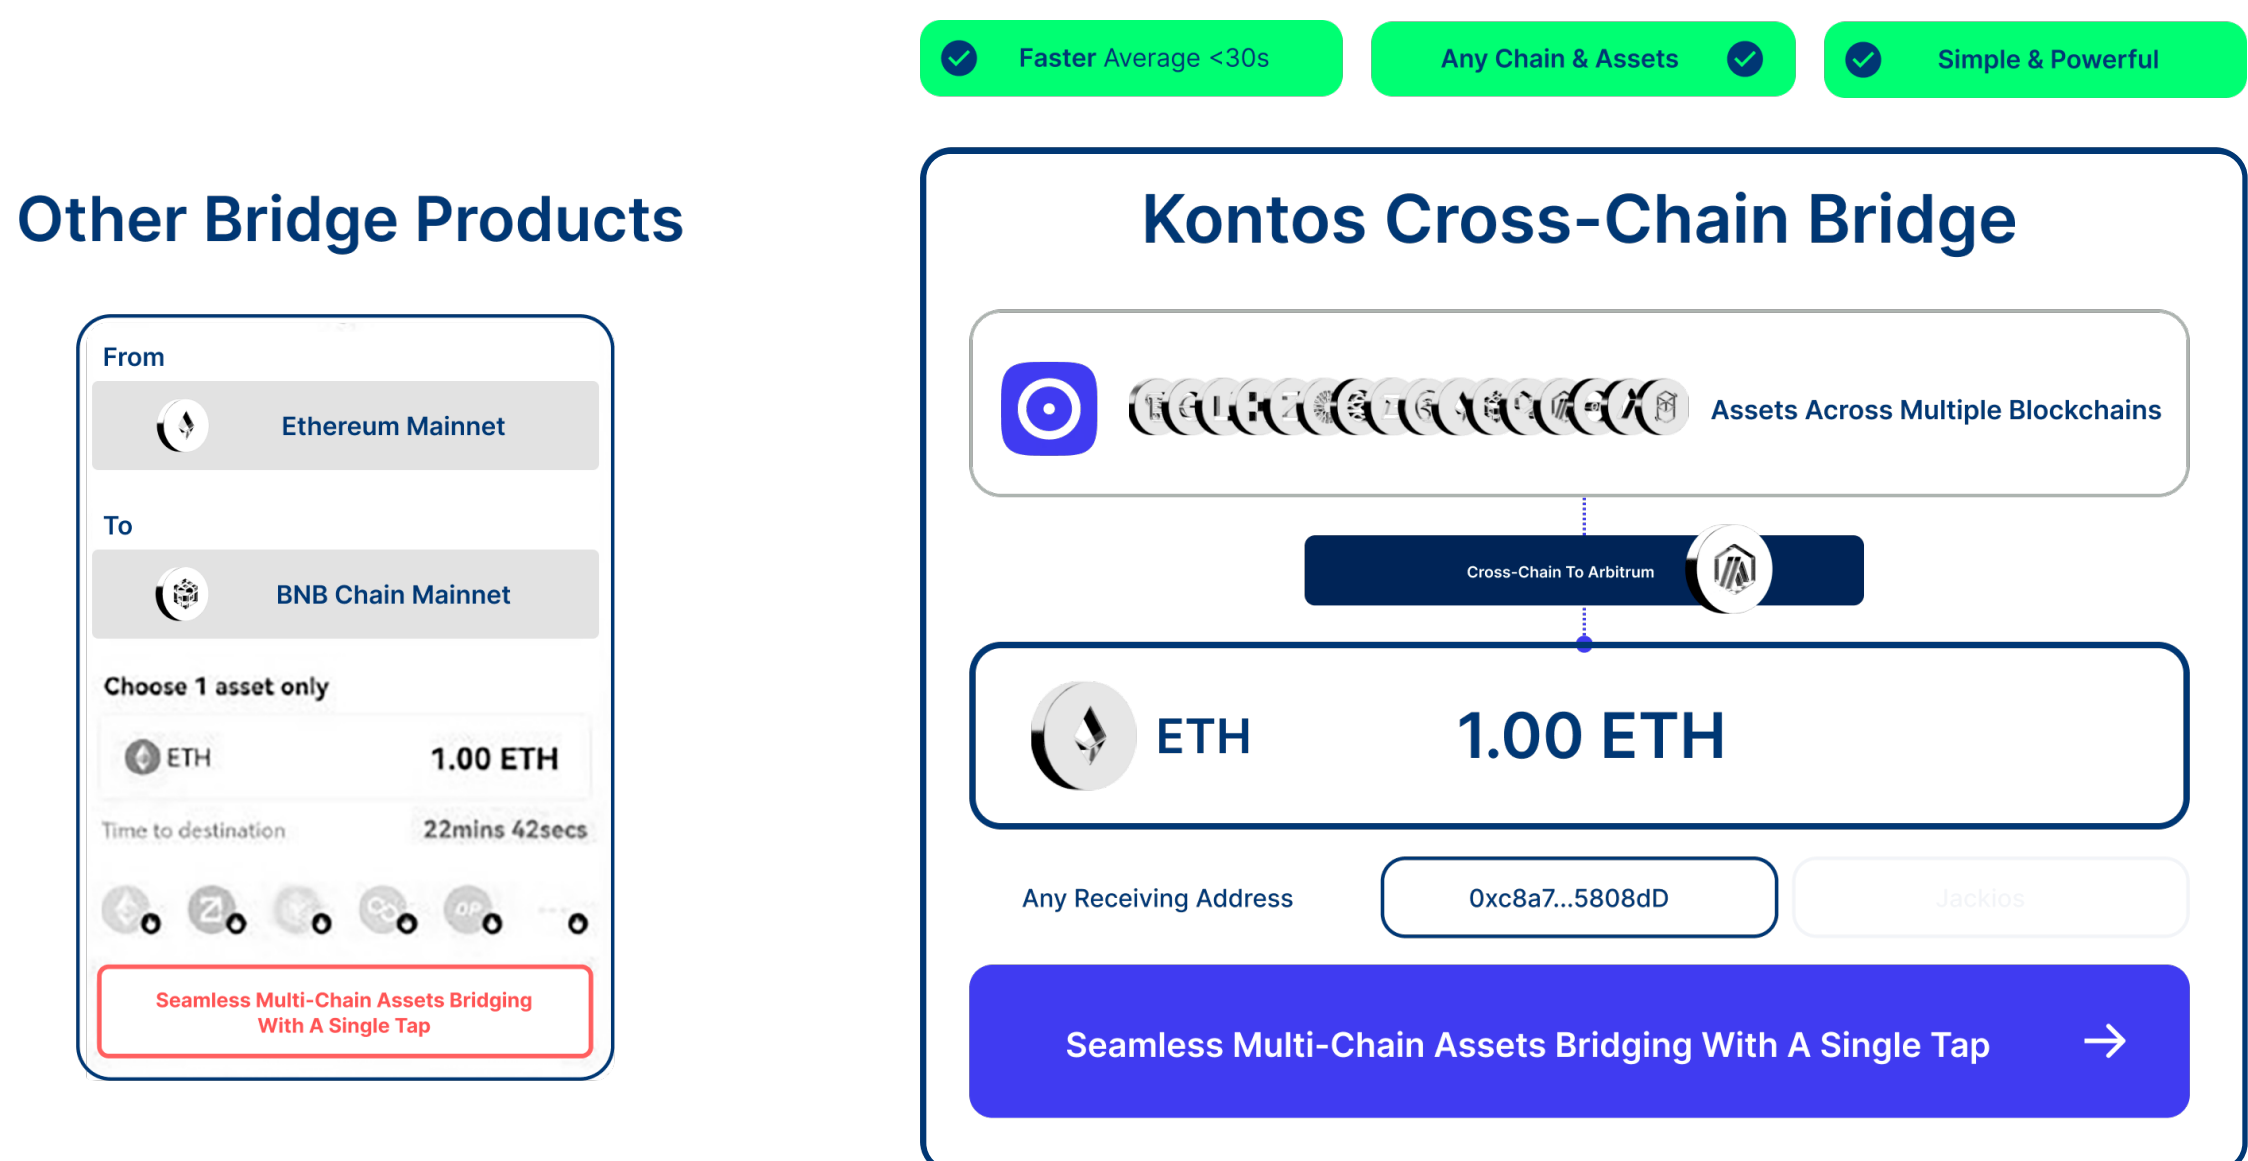 Faster Average <30s
Any Chain & Assets
Simple & Powerful
Other Bridge Products
From
Ethereum Mainnet
To
BNB Chain Mainnet
Choose 1 asset only
ETH
1.00 ETH
Time to destination
22mins 42secs
OP
Seamless Multi-Chain Assets Bridging
With A Single Tap
Kontos Cross-Chain Bridge
Assets Across Multiple Blockchains
Cross-Chain To Arbitrum
ETH
1.00 ETH
Any Receiving Address
0xc8a7...5808dD
Jackios
Seamless Multi-Chain Assets Bridging With A Single Tap